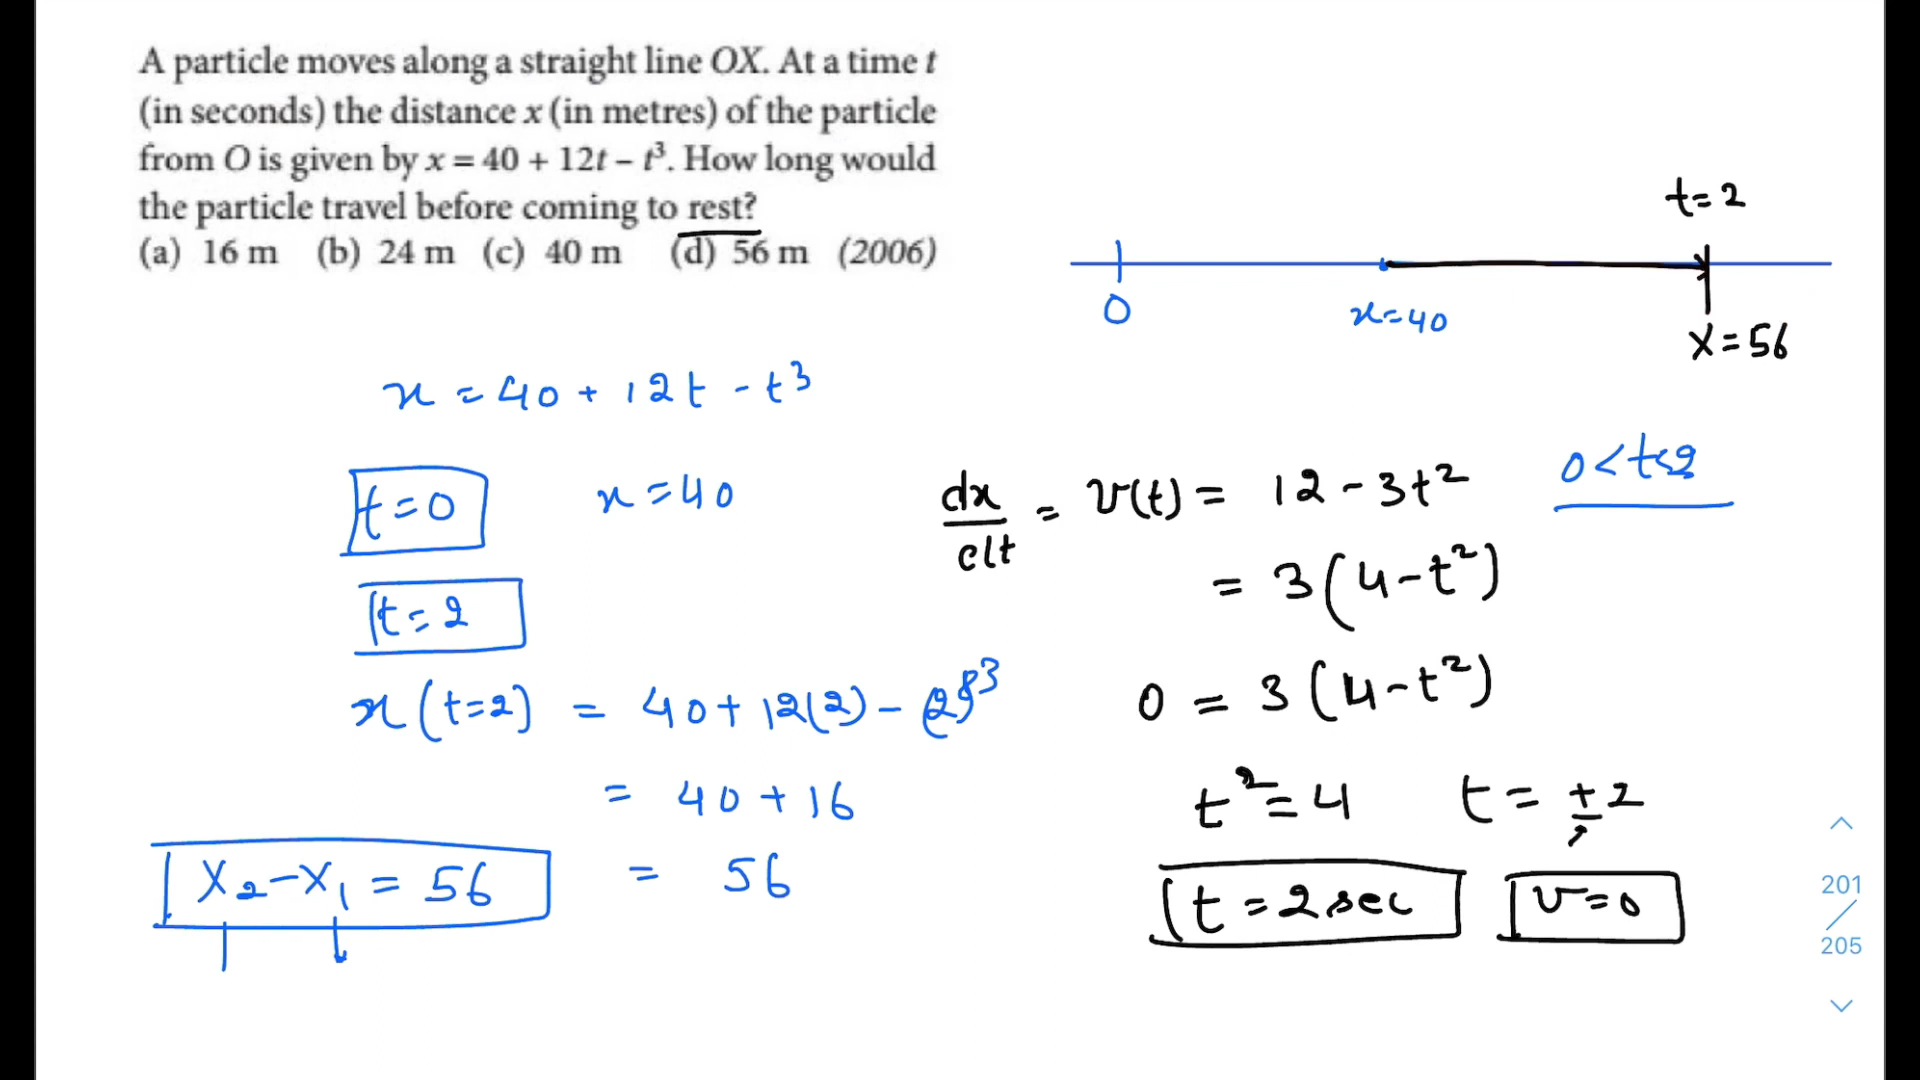 A particle moves along a straight line OX. At a time t
(in seconds) the distance x (in metres) of the particle
from O is given by x = 40 + 12t – t³. How long would
the particle travel before coming to rest?
(a) 16 m (b) 24 m (c) 40 m (d) 56 m (2006)
t=2
0
x=40
x=56
x = 40 + 12t - t³
t=0
x=40
t=2
x(t=2) = 40+12(2)-(2)³
= 40+16
= 56
x₂-x₁ = 56
dx/dt = v(t) = 12-3t²
0<t<2
= 3(4-t²)
0 = 3(4-t²)
t²=4 t=±2
t=2sec
v=0
201
205